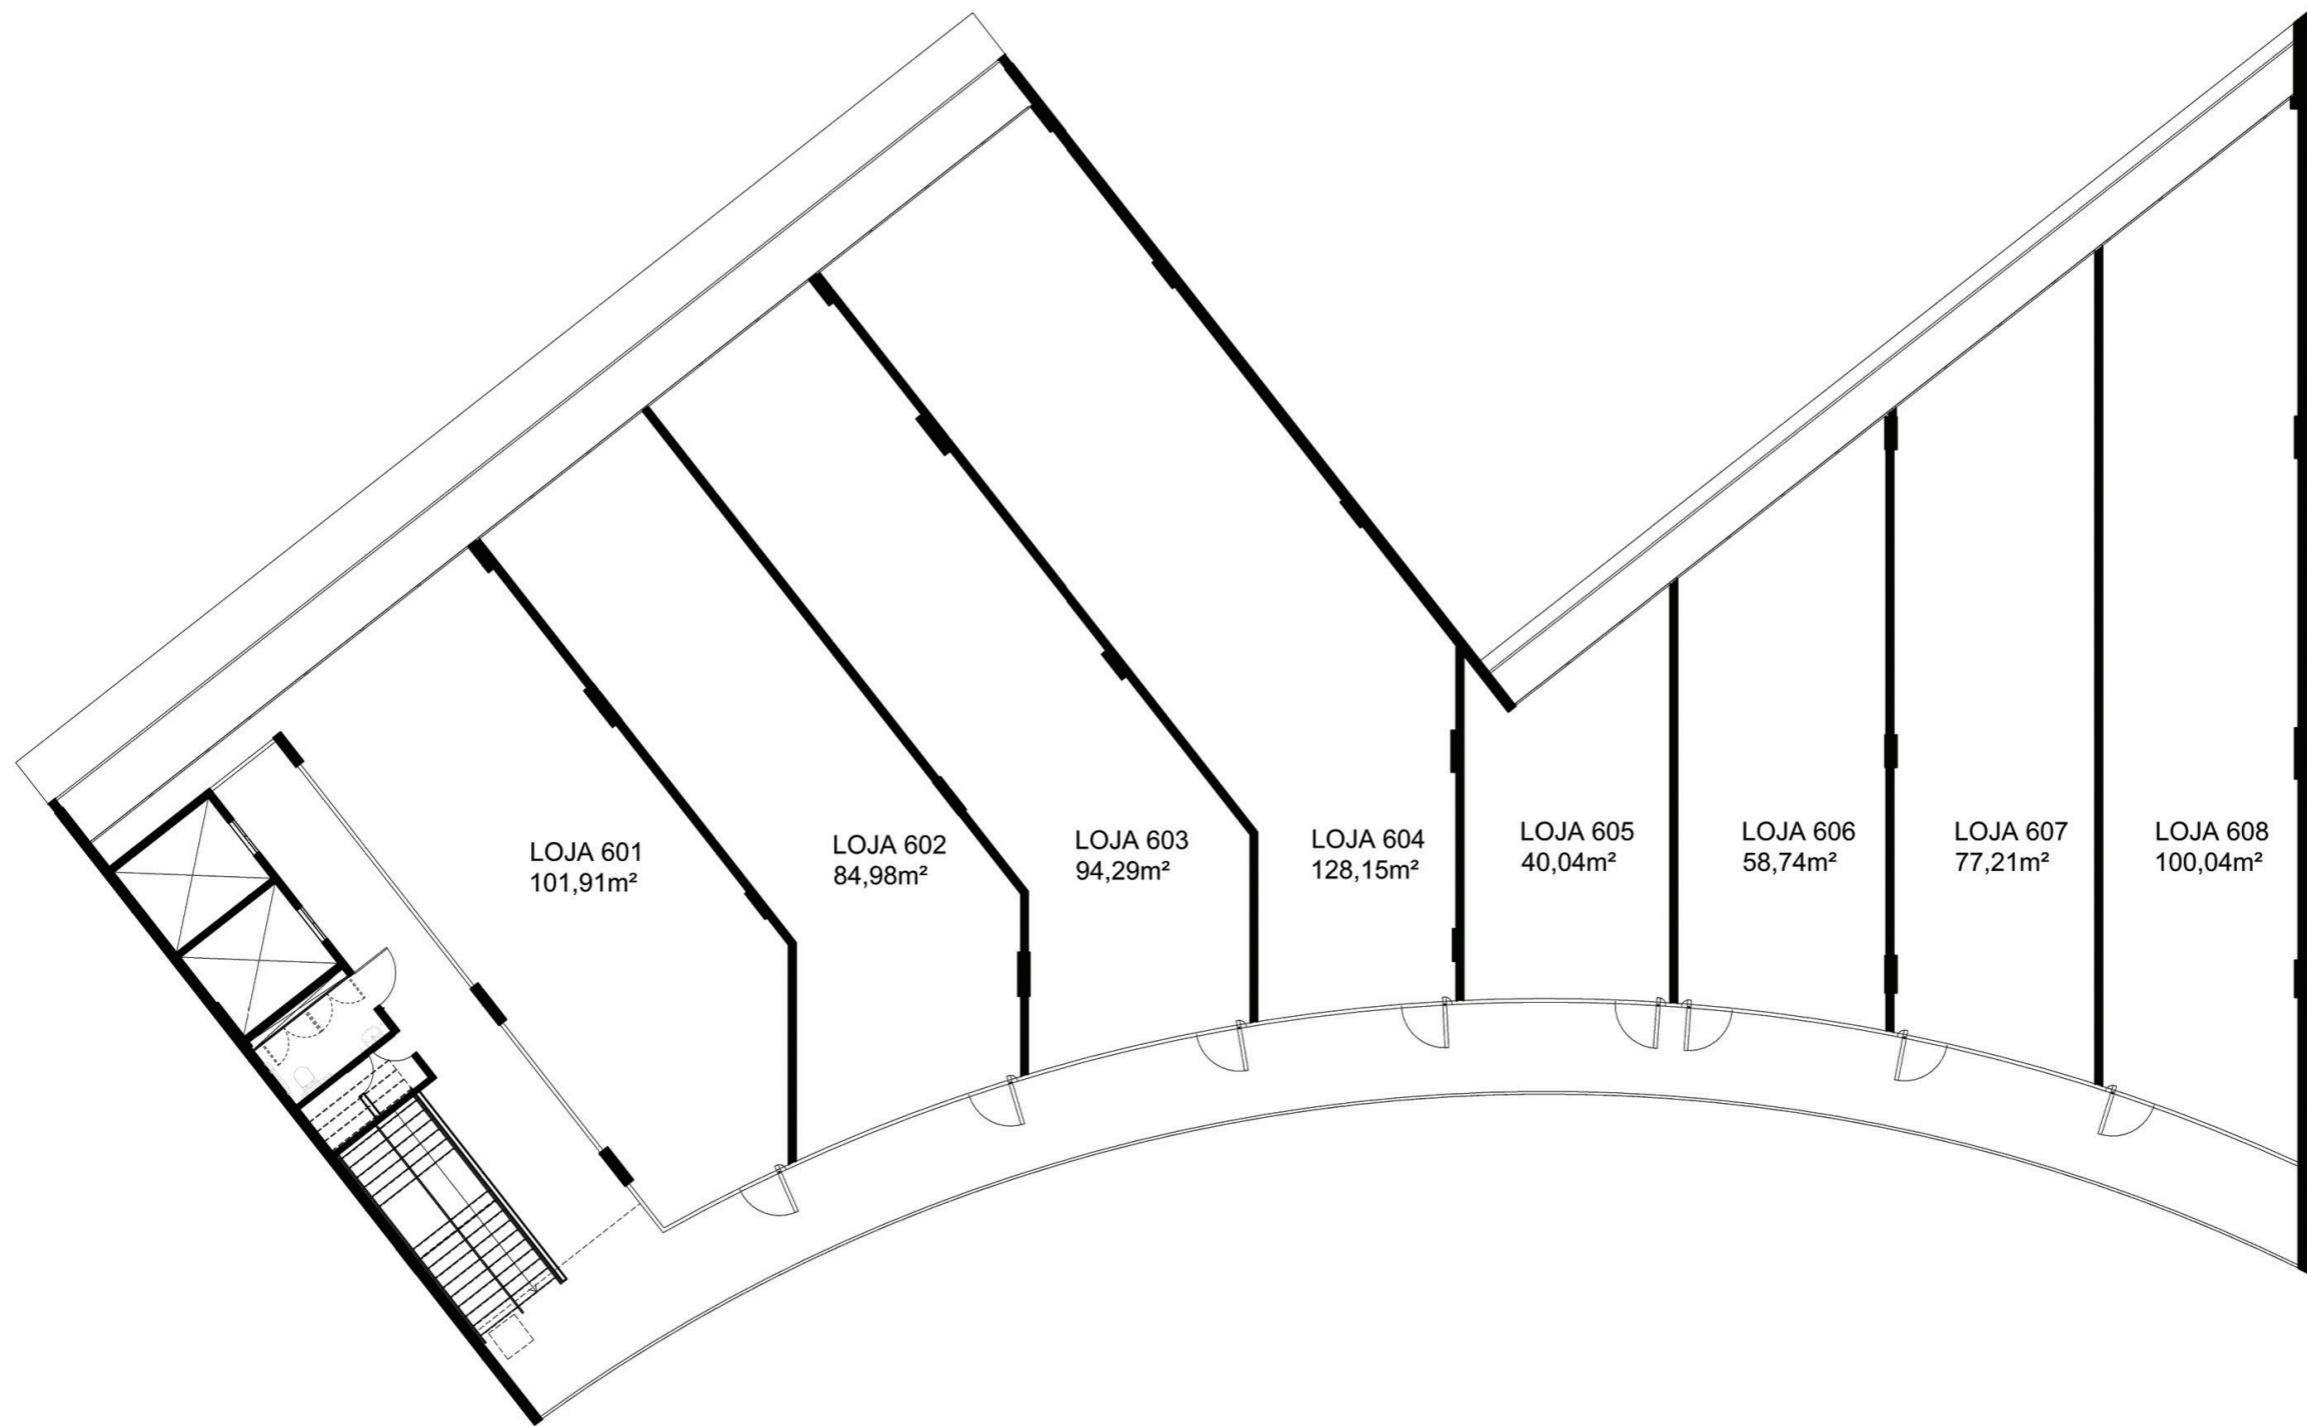 LOJA 601
101,91m²
LOJA 602
84,98m²
LOJA 603
94,29m²
LOJA 604
128,15m²
LOJA 605
40,04m²
LOJA 606
58,74m²
LOJA 607
77,21m²
LOJA 608
100,04m²